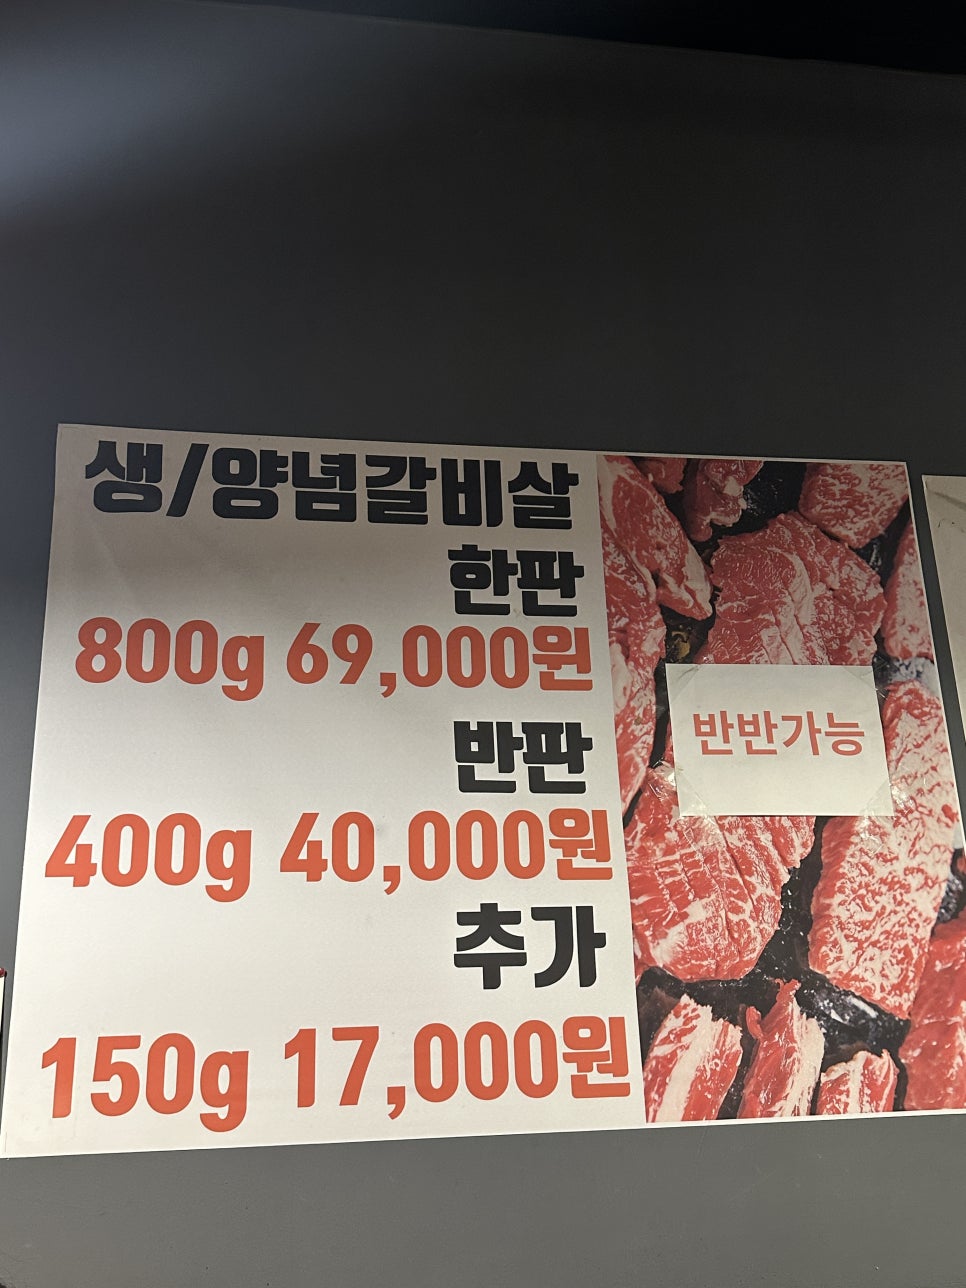 생/양념갈비살
한판
800g 69,000원
반판
400g 40,000원
추가
150g 17,000원
반반가능